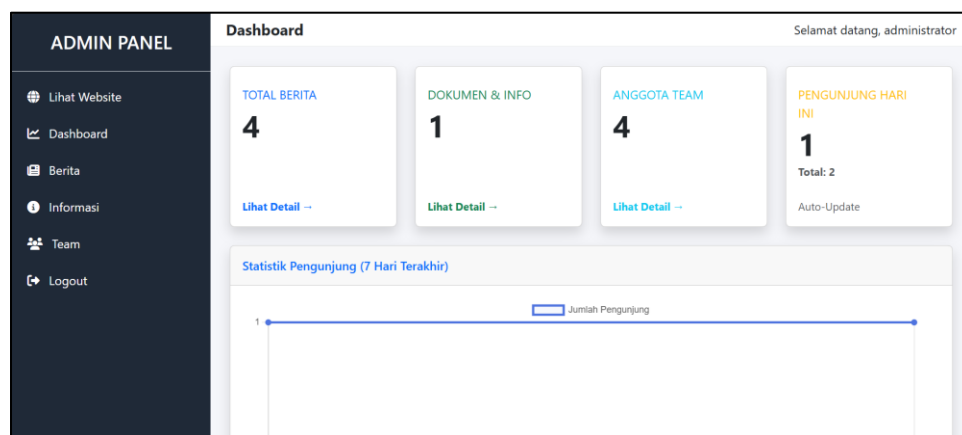 ADMIN PANEL
Lihat Website
Dashboard
Berita
Informasi
Team
Logout
Dashboard
Selamat datang, administrator
TOTAL BERITA
4
Lihat Detail →
DOKUMEN & INFO
1
Lihat Detail →
ANGGOTA TEAM
4
Lihat Detail →
PENGUNJUNG HARI
INI
1
Total: 2
Auto-Update
Statistik Pengunjung (7 Hari Terakhir)
Jumlah Pengunjung
1